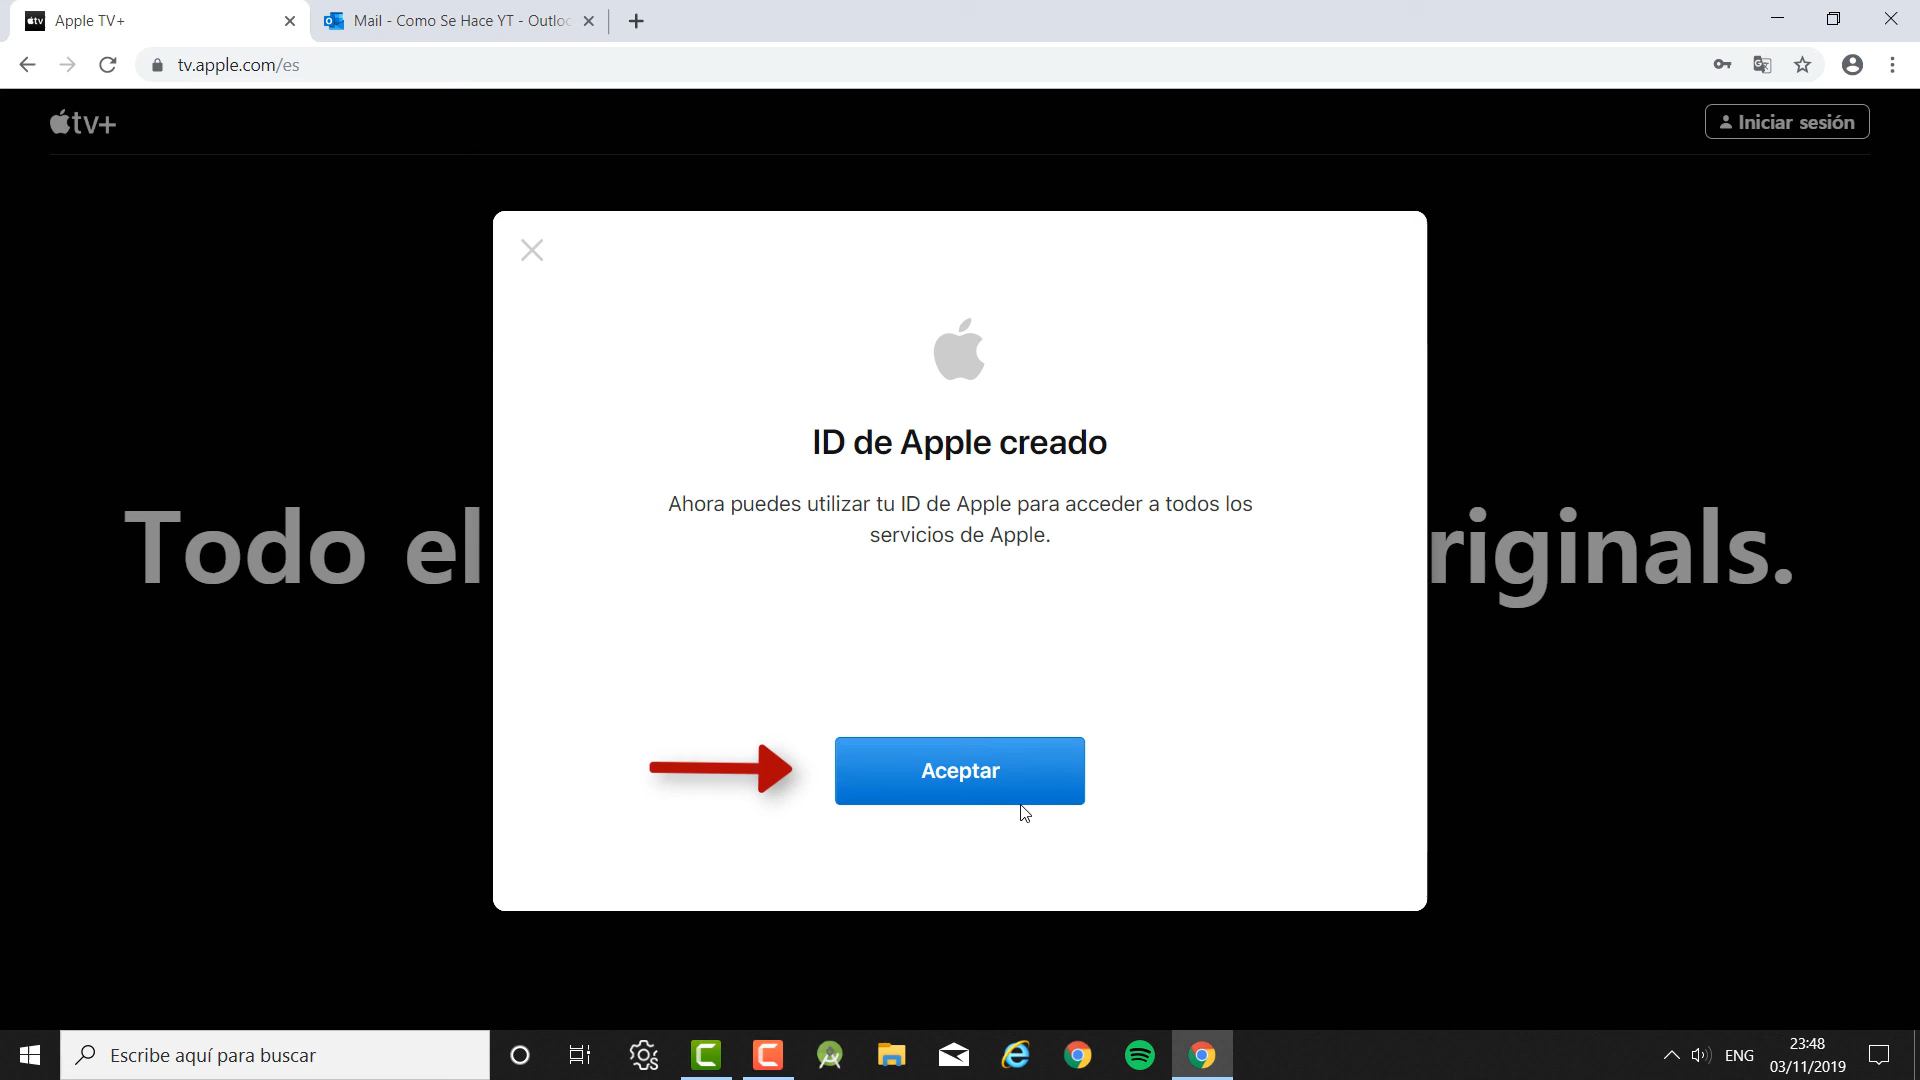 Apple TV+
Mail - Como Se Hace YT - Outloo
tv.apple.com/es
tv+
Iniciar sesión
ID de Apple creado
Ahora puedes utilizar tu ID de Apple para acceder a todos los
servicios de Apple.
Todo el riginals.
Aceptar
Escribe aquí para buscar
ENG
23:48
03/11/2019